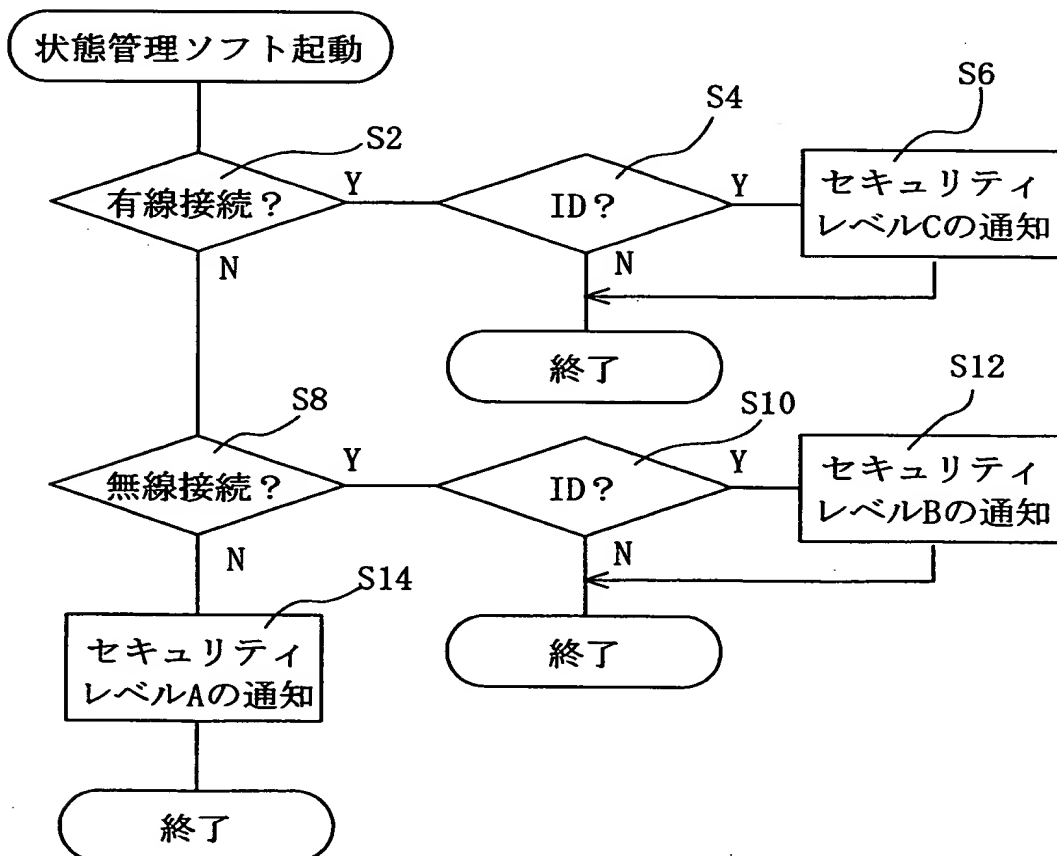 状態管理ソフト起動
S2
有線接続？
Y
N
S4
ID？
Y
N
S6
セキュリティ
レベルCの通知
終了
S8
無線接続？
Y
N
S10
ID？
Y
N
S12
セキュリティ
レベルBの通知
終了
S14
セキュリティ
レベルAの通知
終了